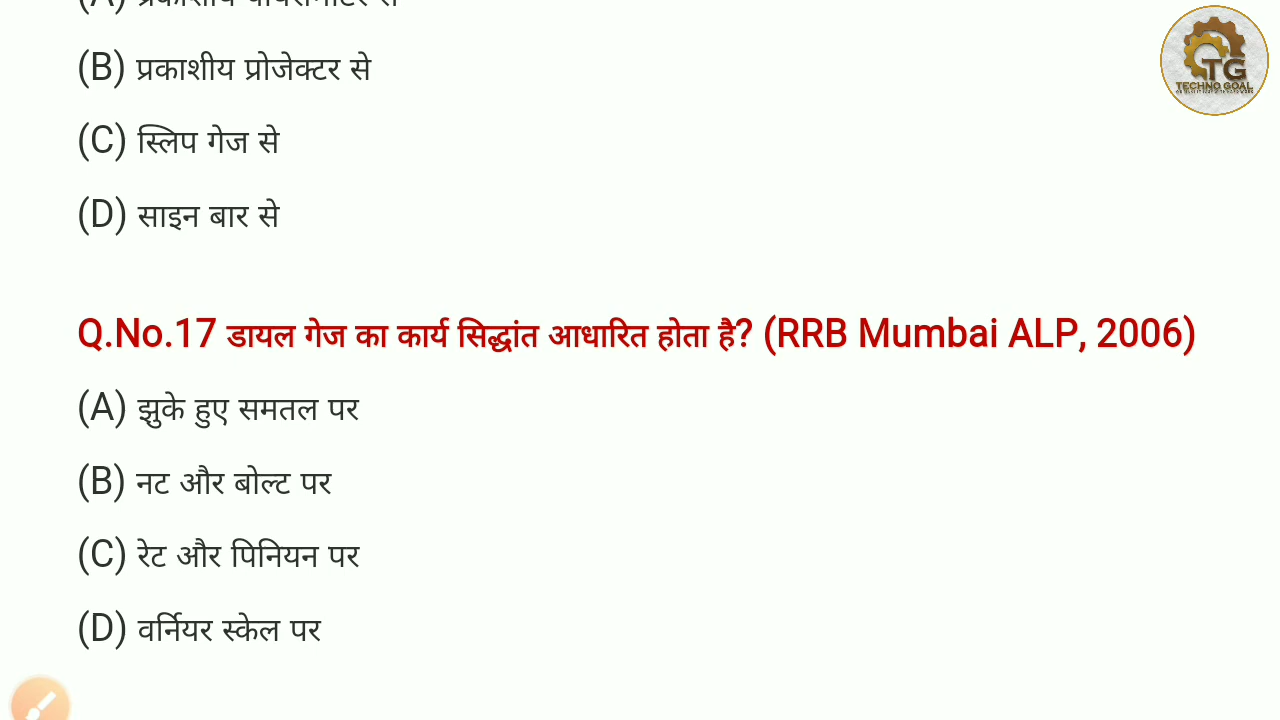 (B) प्रकाशीय प्रोजेक्टर से
TG
TECHNO GOAL
(C) स्लिप गेज से
(D) साइन बार से
Q.No.17 डायल गेज का कार्य सिद्धांत आधारित होता है? (RRB Mumbai ALP, 2006)
(A) झुके हुए समतल पर
(B) नट और बोल्ट पर
(C) रेट और पिनियन पर
(D) वर्नियर स्केल पर